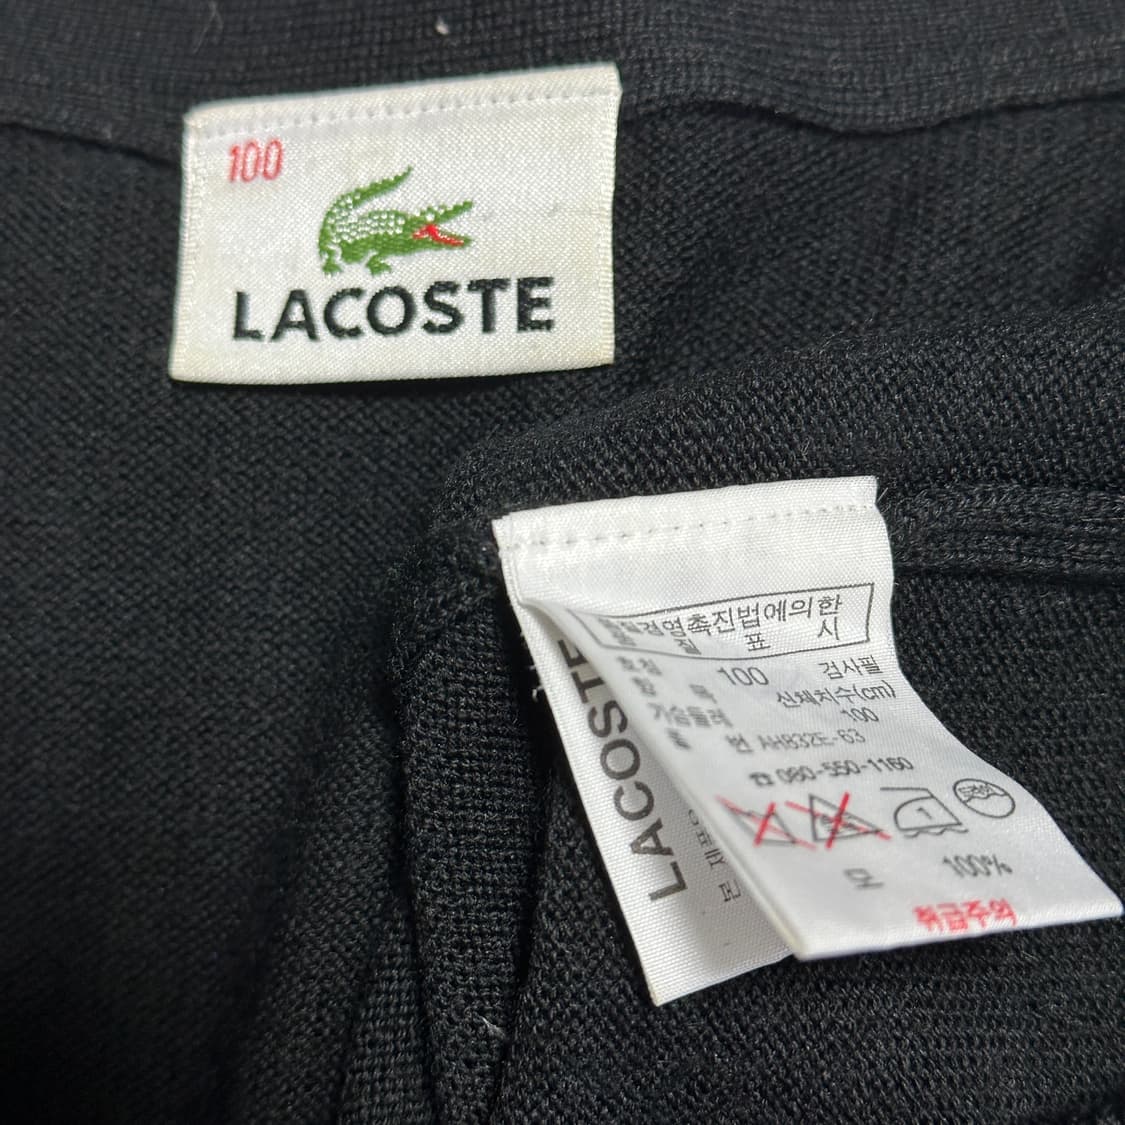 100
LACOSTE
품질경영촉진법에의한
품 질 표 시
호칭 100 검사필
항 목 신체치수(cm)
가슴둘레 100
품 번 AH832E-63
☎ 080-550-1160
1
모 100%
취급주의
LACOSTE